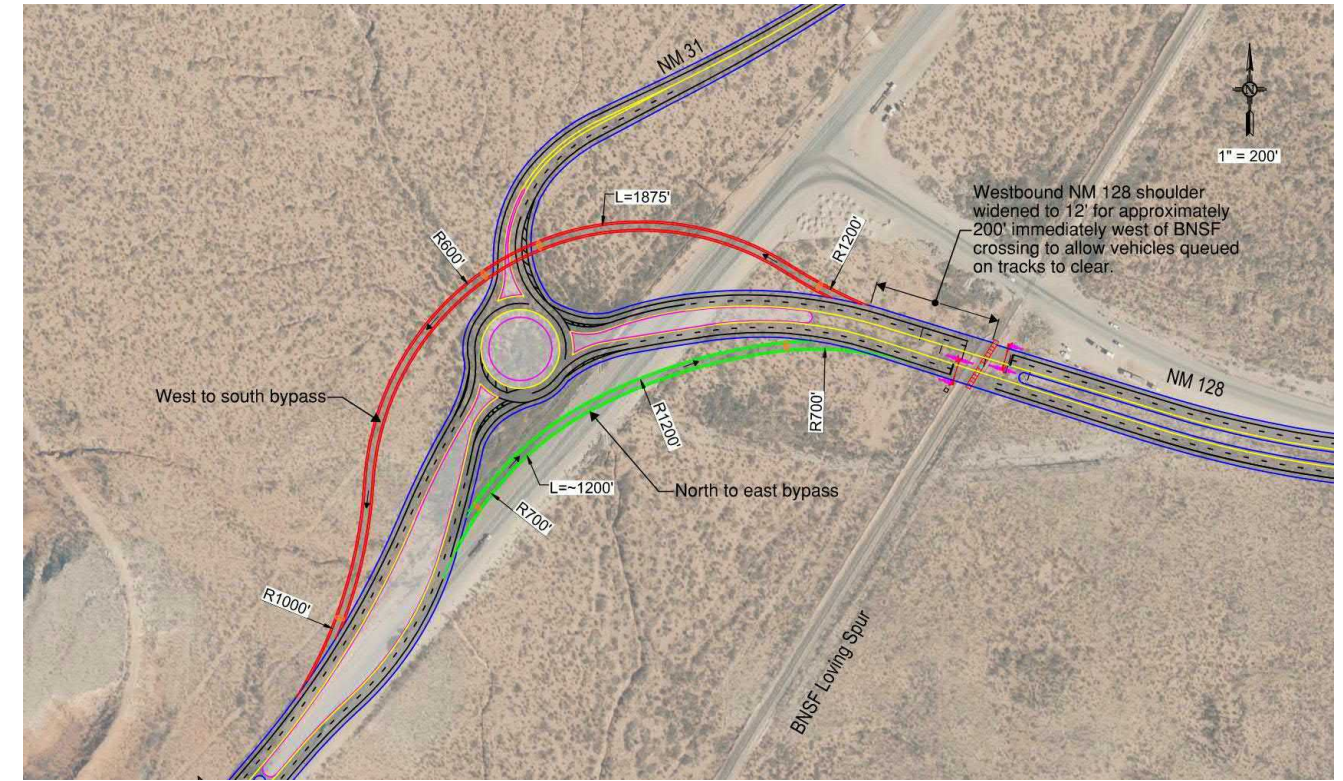 NM 31
N
1" = 200'
L=1875'
R600'
R1200'
Westbound NM 128 shoulder
widened to 12' for approximately
200' immediately west of BNSF
crossing to allow vehicles queued
on tracks to clear.
West to south bypass
NM 128
R1200'
R700'
L=~1200'
North to east bypass
R700'
R1000'
BNSF Loving Spur